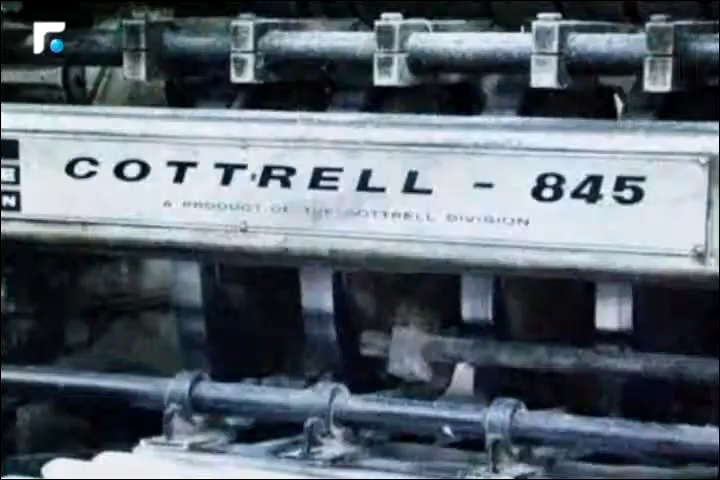 COTTRELL - 845
A PRODUCT OF THE COTTRELL DIVISION
E
N